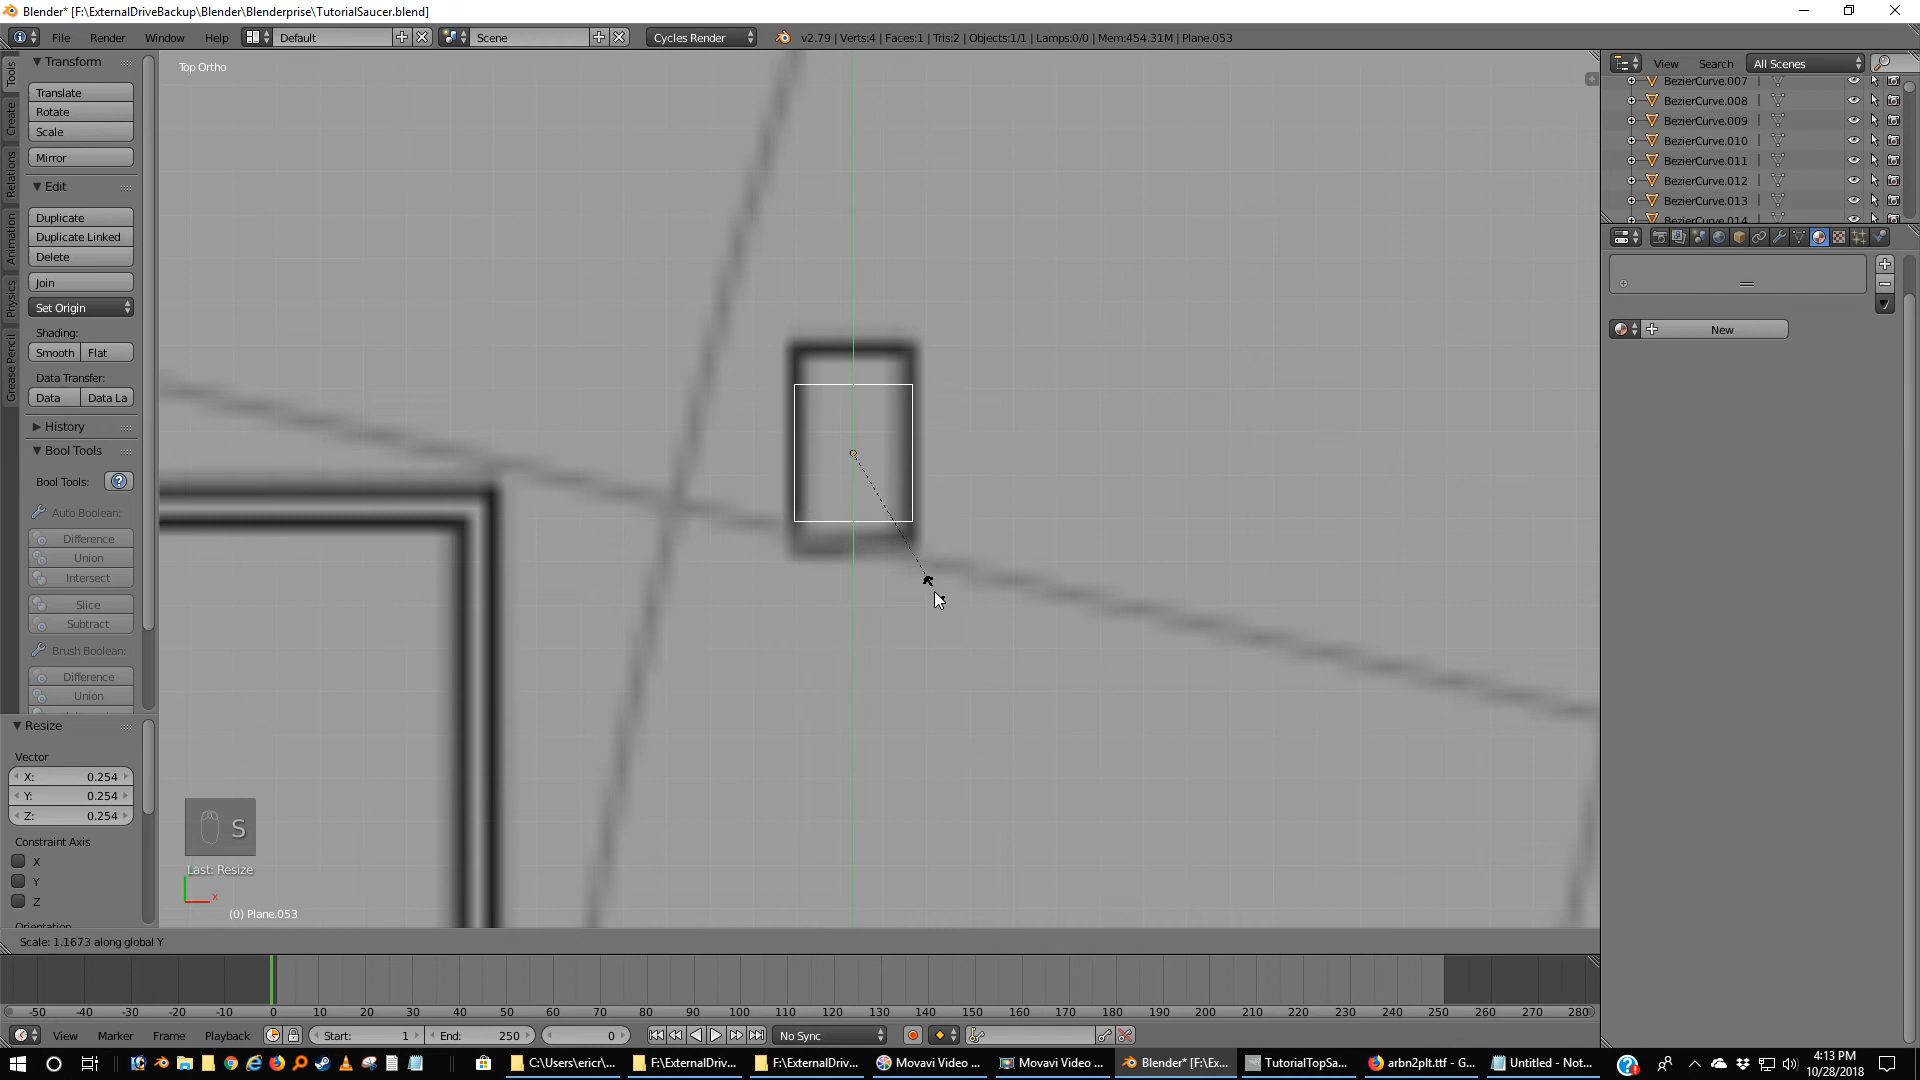 Blender* [F:\ExternalDriveBackup\Blender\Blenderprise\TutorialSaucer.blend]
File Render Window Help Default Scene Cycles Render v2.79 | Verts:4 | Faces:1 | Tris:2 | Objects:1/1 | Lamps:0/0 | Mem:454.31M | Plane.053
Tools
Create
Relations
Animation
Physics
Grease Pencil
Transform
Translate
Rotate
Scale
Mirror
Edit
Duplicate
Duplicate Linked
Delete
Join
Set Origin
Shading:
Smooth Flat
Data Transfer:
Data Data La
History
Bool Tools
Bool Tools:
Auto Boolean:
Difference
Union
Intersect
Slice
Subtract
Brush Boolean:
Difference
Union
Resize
Vector
X: 0.254
Y: 0.254
Z: 0.254
Constraint Axis
X
Y
Z
Orientation
Top Ortho
S
Last: Resize
x
(0) Plane.053
View Search All Scenes
BezierCurve.007
BezierCurve.008
BezierCurve.009
BezierCurve.010
BezierCurve.011
BezierCurve.012
BezierCurve.013
BezierCurve.014
New
Scale: 1.1673 along global Y
-50 -40 -30 -20 -10 0 10 20 30 40 50 60 70 80 90 100 110 120 130 140 150 160 170 180 190 200 210 220 230 240 250 260 270 280
View Marker Frame Playback Start: 1 End: 250 0 No Sync
C:\Users\ericr\... F:\ExternalDriv... F:\ExternalDriv... Movavi Video ... Movavi Video ... Blender* [F:\Ex... TutorialTopSa... arbn2plt.ttf - G... Untitled - Not...
4:13 PM
10/28/2018